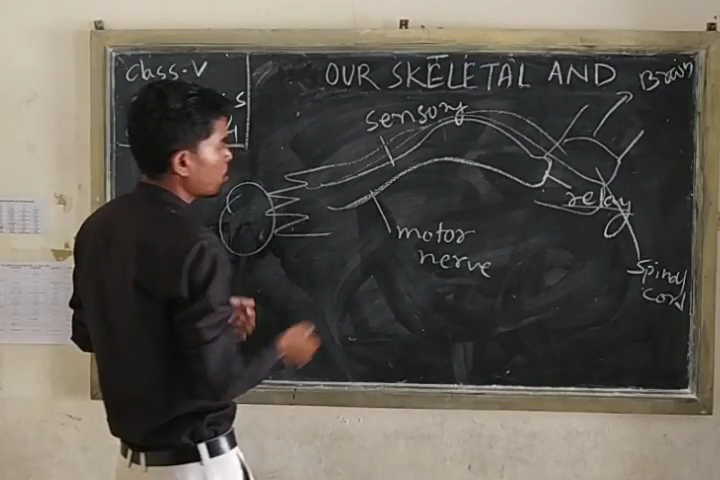 Class-V
OUR SKELETAL AND
Brain
sensory
relay
motor
nerve
spinal
cord